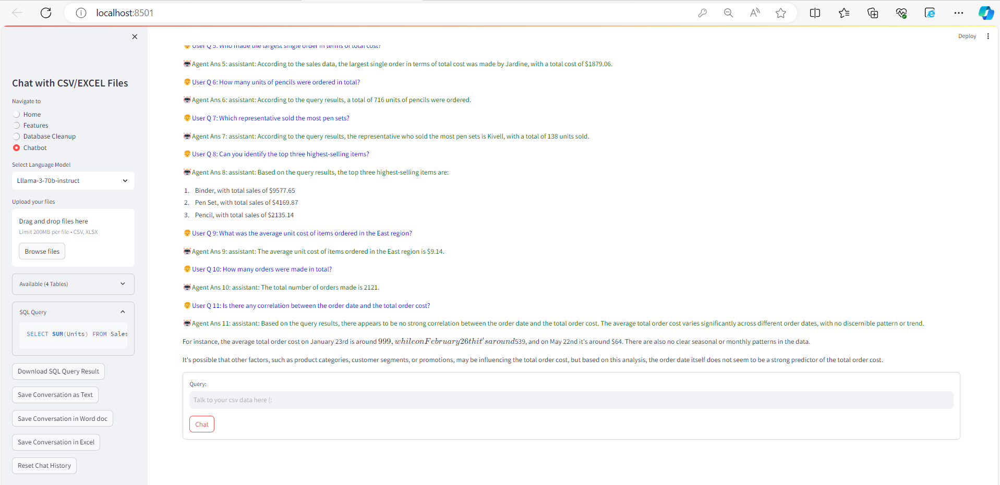 localhost:8501
Deploy
Chat with CSV/EXCEL Files
Navigate to
Home
Features
Database Cleanup
Chatbot
Select Language Model
Lllama-3-70b-instruct
Upload your files
Drag and drop files here
Limit 200MB per file • CSV, XLSX
Browse files
Available (4 Tables)
SQL Query
SELECT SUM(Units) FROM Sales
Download SQL Query Result
Save Conversation as Text
Save Conversation in Word doc
Save Conversation in Excel
Reset Chat History
User Q 5: Who made the largest single order in terms of total cost?
Agent Ans 5: assistant: According to the sales data, the largest single order in terms of total cost was made by Jardine, with a total cost of $1879.06.
User Q 6: How many units of pencils were ordered in total?
Agent Ans 6: assistant: According to the query results, a total of 716 units of pencils were ordered.
User Q 7: Which representative sold the most pen sets?
Agent Ans 7: assistant: According to the query results, the representative who sold the most pen sets is Kivell, with a total of 138 units sold.
User Q 8: Can you identify the top three highest-selling items?
Agent Ans 8: assistant: Based on the query results, the top three highest-selling items are:
1. Binder, with total sales of $9577.65
2. Pen Set, with total sales of $4169.87
3. Pencil, with total sales of $2135.14
User Q 9: What was the average unit cost of items ordered in the East region?
Agent Ans 9: assistant: The average unit cost of items ordered in the East region is $9.14.
User Q 10: How many orders were made in total?
Agent Ans 10: assistant: The total number of orders made is 2121.
User Q 11: Is there any correlation between the order date and the total order cost?
Agent Ans 11: assistant: Based on the query results, there appears to be no strong correlation between the order date and the total order cost. The average total order cost varies significantly across different order dates, with no discernible pattern or trend.
For instance, the average total order cost on January 23rd is around 999, whileonFebruary26thit'saround539, and on May 22nd it's around $64. There are also no clear seasonal or monthly patterns in the data.
It's possible that other factors, such as product categories, customer segments, or promotions, may be influencing the total order cost, but based on this analysis, the order date itself does not seem to be a strong predictor of the total order cost.
Query:
Talk to your csv data here (:
Chat